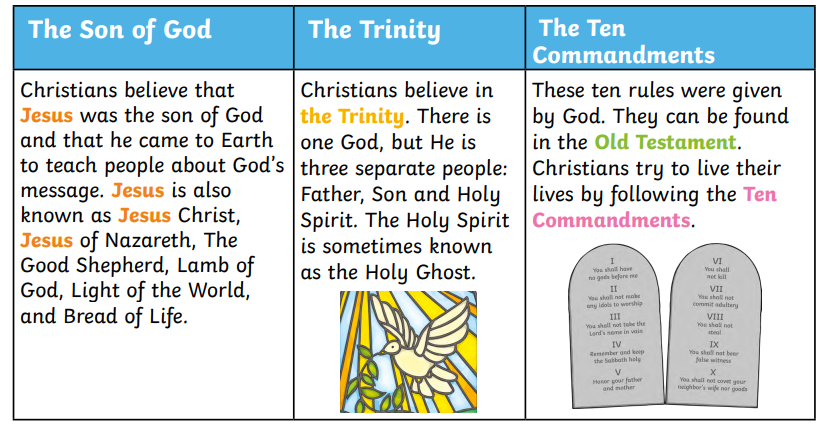 The Son of God
Christians believe that
Jesus was the son of God
and that he came to Earth
to teach people about God's
message. Jesus is also
known as Jesus Christ,
Jesus of Nazareth, The
Good Shepherd, Lamb of
God, Light of the World,
and Bread of Life.
The Trinity
Christians believe in
the Trinity. There is
one God, but He is
three separate people:
Father, Son and Holy
Spirit. The Holy Spirit
is sometimes known
as the Holy Ghost.
The Ten
Commandments
These ten rules were given
by God. They can be found
in the Old Testament.
Christians try to live their
lives by following the Ten
Commandments.
I
You shall have
no gods before me
II
You shall not make
any idols to worship
III
You shall not take the
Lord's name in vain
IV
Remember and keep
the Sabbath holy
V
Honor your father
and mother
VI
You shall
not kill
VII
You shall not
commit adultery
VIII
You shall not
steal
IX
You shall not bear
false witness
X
You shall not covet your
neighbor's wife nor goods